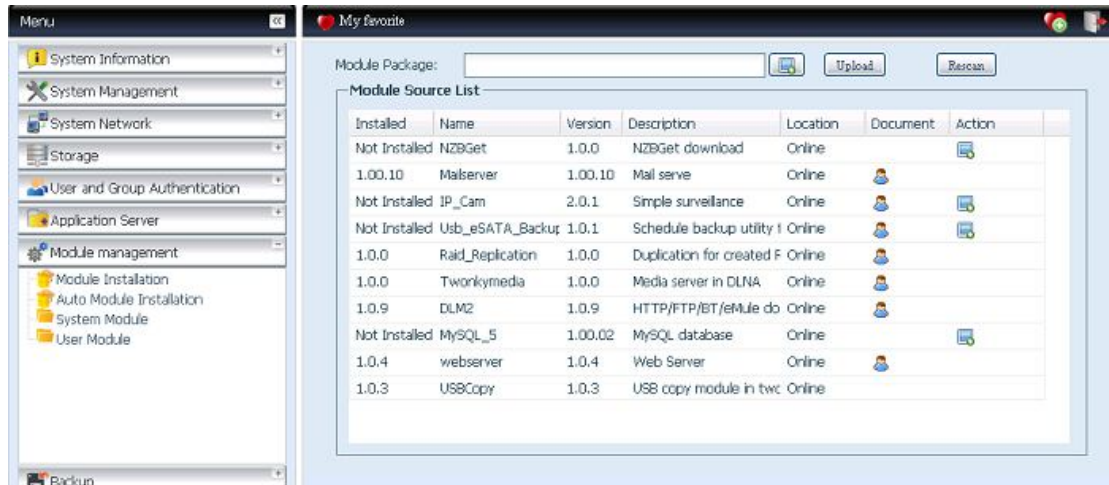 Menu
My favorite
System Information
System Management
System Network
Storage
User and Group Authentication
Application Server
Module management
Module Installation
Auto Module Installation
System Module
User Module
Backup
Module Package: Upload Rescan
Module Source List
Installed Name Version Description Location Document Action
Not Installed NZBGet 1.0.0 NZBGet download Online
1.00.10 Mailserver 1.00.10 Mail serve Online
Not Installed IP_Cam 2.0.1 Simple surveillance Online
Not Installed Usb_eSATA_Backup 1.0.1 Schedule backup utility f Online
1.0.0 Raid_Replication 1.0.0 Duplication for created F Online
1.0.0 Twonkymedia 1.0.0 Media server in DLNA Online
1.0.9 DLM2 1.0.9 HTTP/FTP/BT/eMule do Online
Not Installed MySQL_5 1.00.02 MySQL database Online
1.0.4 webserver 1.0.4 Web Server Online
1.0.3 USBCopy 1.0.3 USB copy module in twc Online